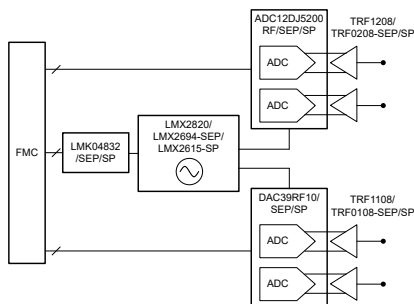 ADC12DJ5200
RF/SEP/SP
TRF1208/
TRF0208-SEP/SP
ADC
ADC
LMX2820/
LMX2694-SEP/
LMX2615-SP
LMK04832
/SEP/SP
FMC
DAC39RF10/
SEP/SP
TRF1108/
TRF0108-SEP/SP
ADC
ADC